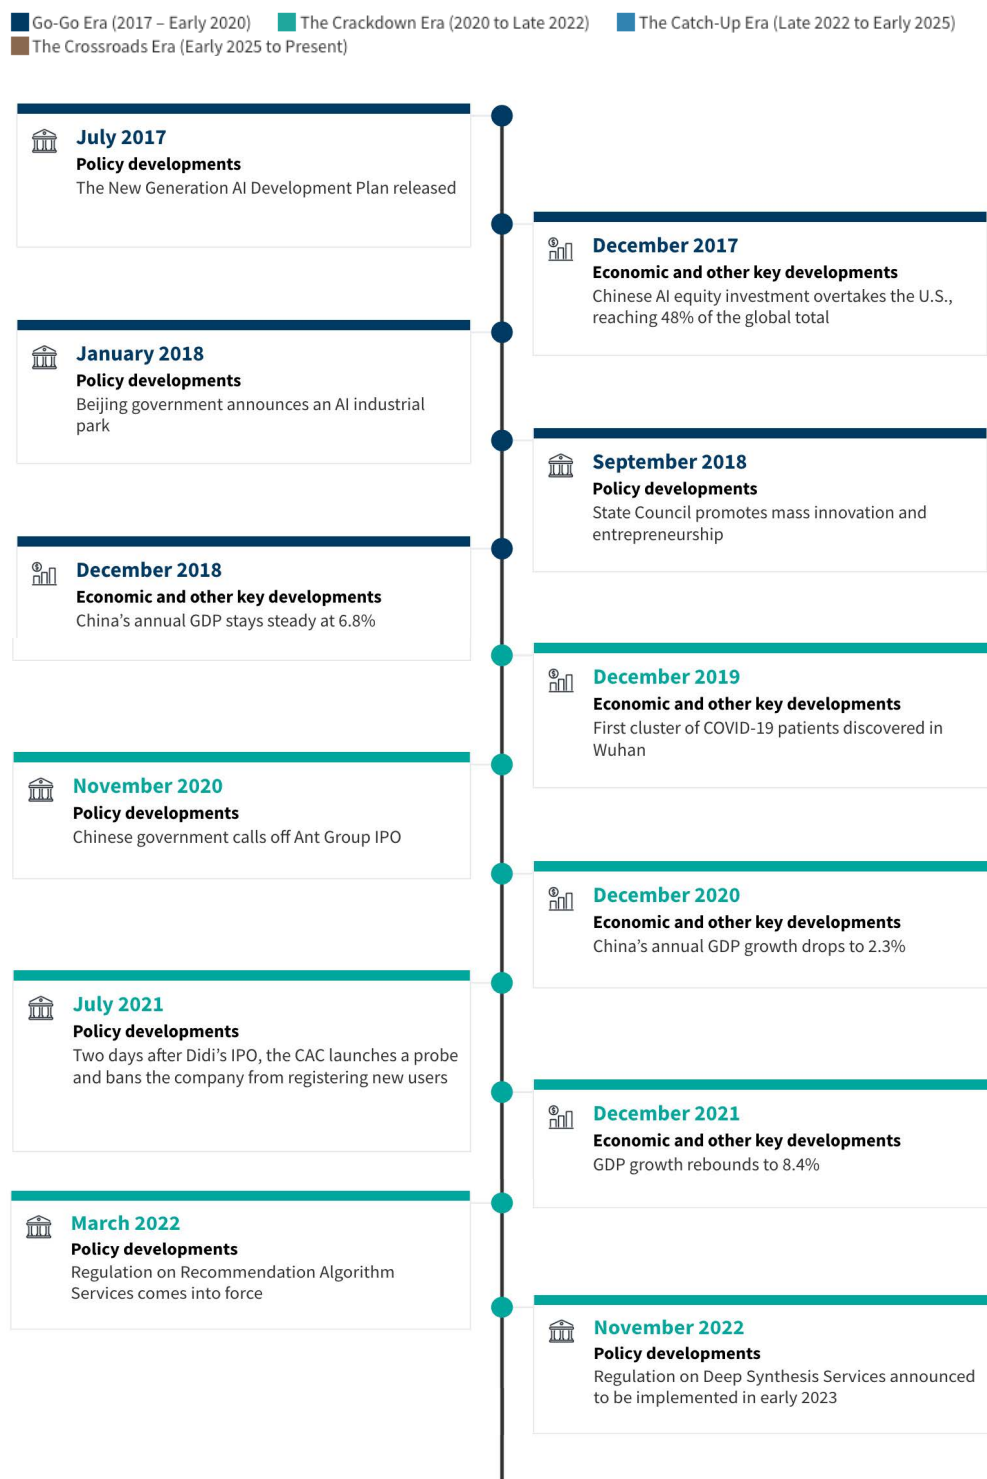 Go-Go Era (2017 – Early 2020)
The Crackdown Era (2020 to Late 2022)
The Catch-Up Era (Late 2022 to Early 2025)
The Crossroads Era (Early 2025 to Present)
July 2017
Policy developments
The New Generation AI Development Plan released
December 2017
Economic and other key developments
Chinese AI equity investment overtakes the U.S.,
reaching 48% of the global total
January 2018
Policy developments
Beijing government announces an AI industrial
park
September 2018
Policy developments
State Council promotes mass innovation and
entrepreneurship
December 2018
Economic and other key developments
China’s annual GDP stays steady at 6.8%
December 2019
Economic and other key developments
First cluster of COVID-19 patients discovered in
Wuhan
November 2020
Policy developments
Chinese government calls off Ant Group IPO
December 2020
Economic and other key developments
China’s annual GDP growth drops to 2.3%
July 2021
Policy developments
Two days after Didi’s IPO, the CAC launches a probe
and bans the company from registering new users
December 2021
Economic and other key developments
GDP growth rebounds to 8.4%
March 2022
Policy developments
Regulation on Recommendation Algorithm
Services comes into force
November 2022
Policy developments
Regulation on Deep Synthesis Services announced
to be implemented in early 2023